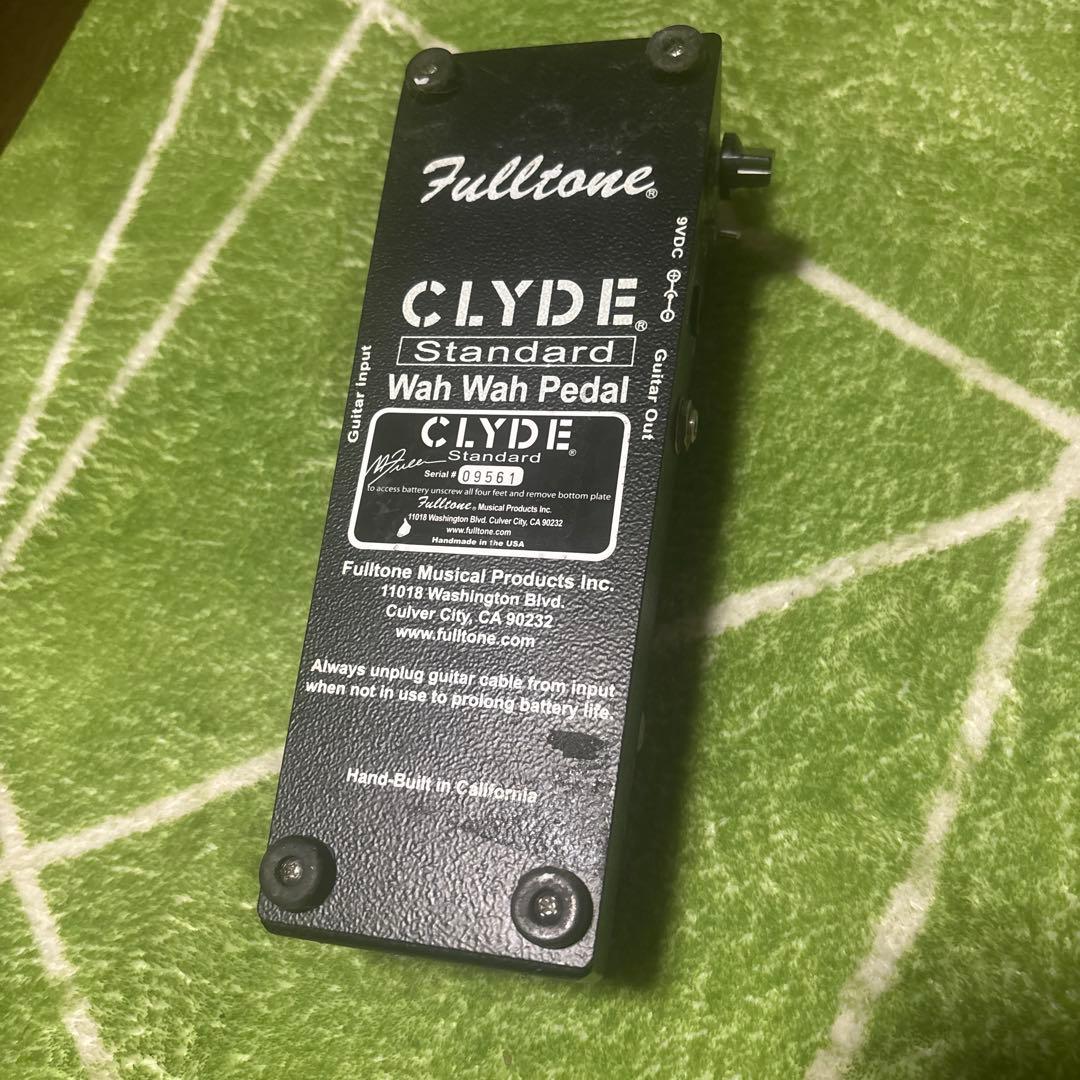 Fulltone®
9VDC
CLYDE®
Standard
Wah Wah Pedal
Guitar Input
Guitar Out
CLYDE®
Standard
MFuller
Serial # 09561
to access battery unscrew all four feet and remove bottom plate
Fulltone® Musical Products Inc.
11018 Washington Blvd. Culver City, CA 90232
www.fulltone.com
Handmade in the USA
Fulltone Musical Products Inc.
11018 Washington Blvd.
Culver City, CA 90232
www.fulltone.com
Always unplug guitar cable from input
when not in use to prolong battery life.
Hand-Built in California